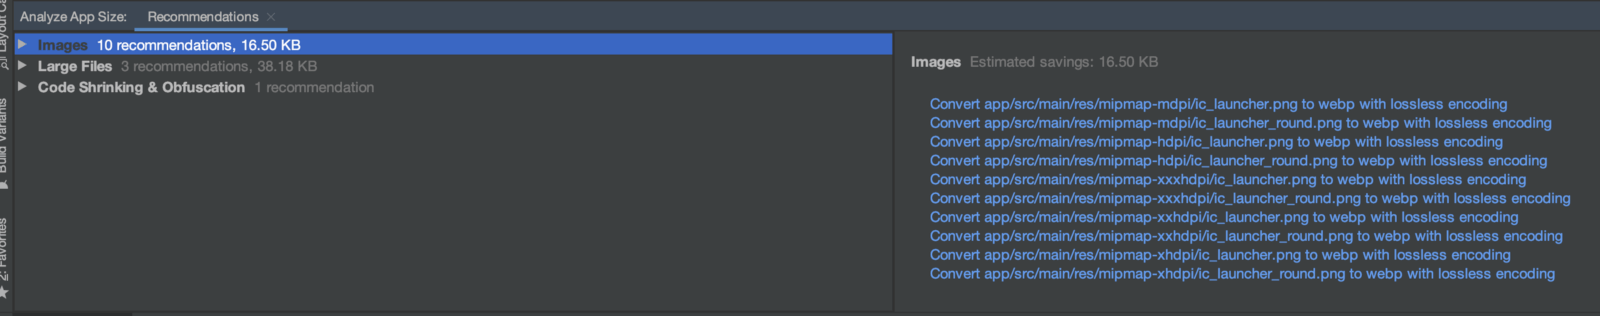 Analyze App Size: Recommendations
Images 10 recommendations, 16.50 KB
Large Files 3 recommendations, 38.18 KB
Code Shrinking & Obfuscation 1 recommendation
Images Estimated savings: 16.50 KB
Convert app/src/main/res/mipmap-mdpi/ic_launcher.png to webp with lossless encoding
Convert app/src/main/res/mipmap-mdpi/ic_launcher_round.png to webp with lossless encoding
Convert app/src/main/res/mipmap-hdpi/ic_launcher.png to webp with lossless encoding
Convert app/src/main/res/mipmap-hdpi/ic_launcher_round.png to webp with lossless encoding
Convert app/src/main/res/mipmap-xxxhdpi/ic_launcher.png to webp with lossless encoding
Convert app/src/main/res/mipmap-xxxhdpi/ic_launcher_round.png to webp with lossless encoding
Convert app/src/main/res/mipmap-xxhdpi/ic_launcher.png to webp with lossless encoding
Convert app/src/main/res/mipmap-xxhdpi/ic_launcher_round.png to webp with lossless encoding
Convert app/src/main/res/mipmap-xhdpi/ic_launcher.png to webp with lossless encoding
Convert app/src/main/res/mipmap-xhdpi/ic_launcher_round.png to webp with lossless encoding
Layout Ca
Build Variants
2: Favorites